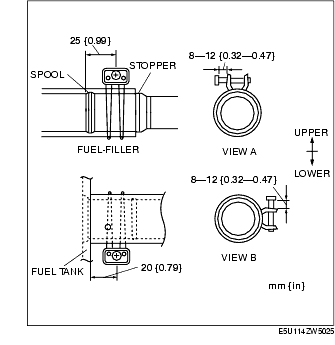 25 {0.99}
8—12 {0.32—0.47}
SPOOL
STOPPER
FUEL-FILLER
VIEW A
UPPER
LOWER
8—12 {0.32—0.47}
FUEL TANK
20 {0.79}
VIEW B
mm {in}
E5U114ZW5025